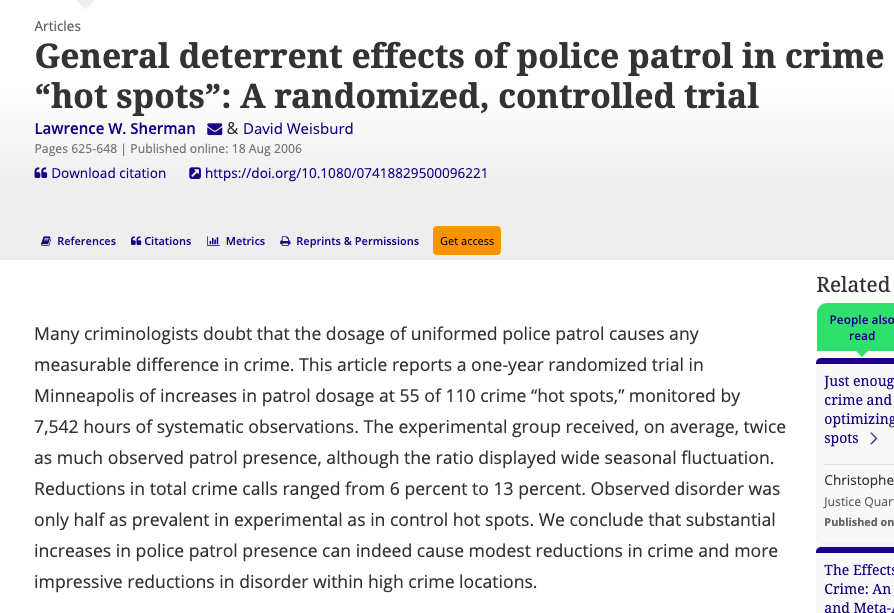 Articles
General deterrent effects of police patrol in crime
“hot spots”: A randomized, controlled trial
Lawrence W. Sherman & David Weisburd
Pages 625-648 | Published online: 18 Aug 2006
Download citation https://doi.org/10.1080/07418829500096221
References Citations Metrics Reprints & Permissions Get access
Many criminologists doubt that the dosage of uniformed police patrol causes any
measurable difference in crime. This article reports a one-year randomized trial in
Minneapolis of increases in patrol dosage at 55 of 110 crime “hot spots,” monitored by
7,542 hours of systematic observations. The experimental group received, on average, twice
as much observed patrol presence, although the ratio displayed wide seasonal fluctuation.
Reductions in total crime calls ranged from 6 percent to 13 percent. Observed disorder was
only half as prevalent in experimental as in control hot spots. We conclude that substantial
increases in police patrol presence can indeed cause modest reductions in crime and more
impressive reductions in disorder within high crime locations.
Related
People also
read
Just enoug
crime and
optimizing
spots
Christophe
Justice Quar
Published on
The Effects
Crime: An
and Meta-A